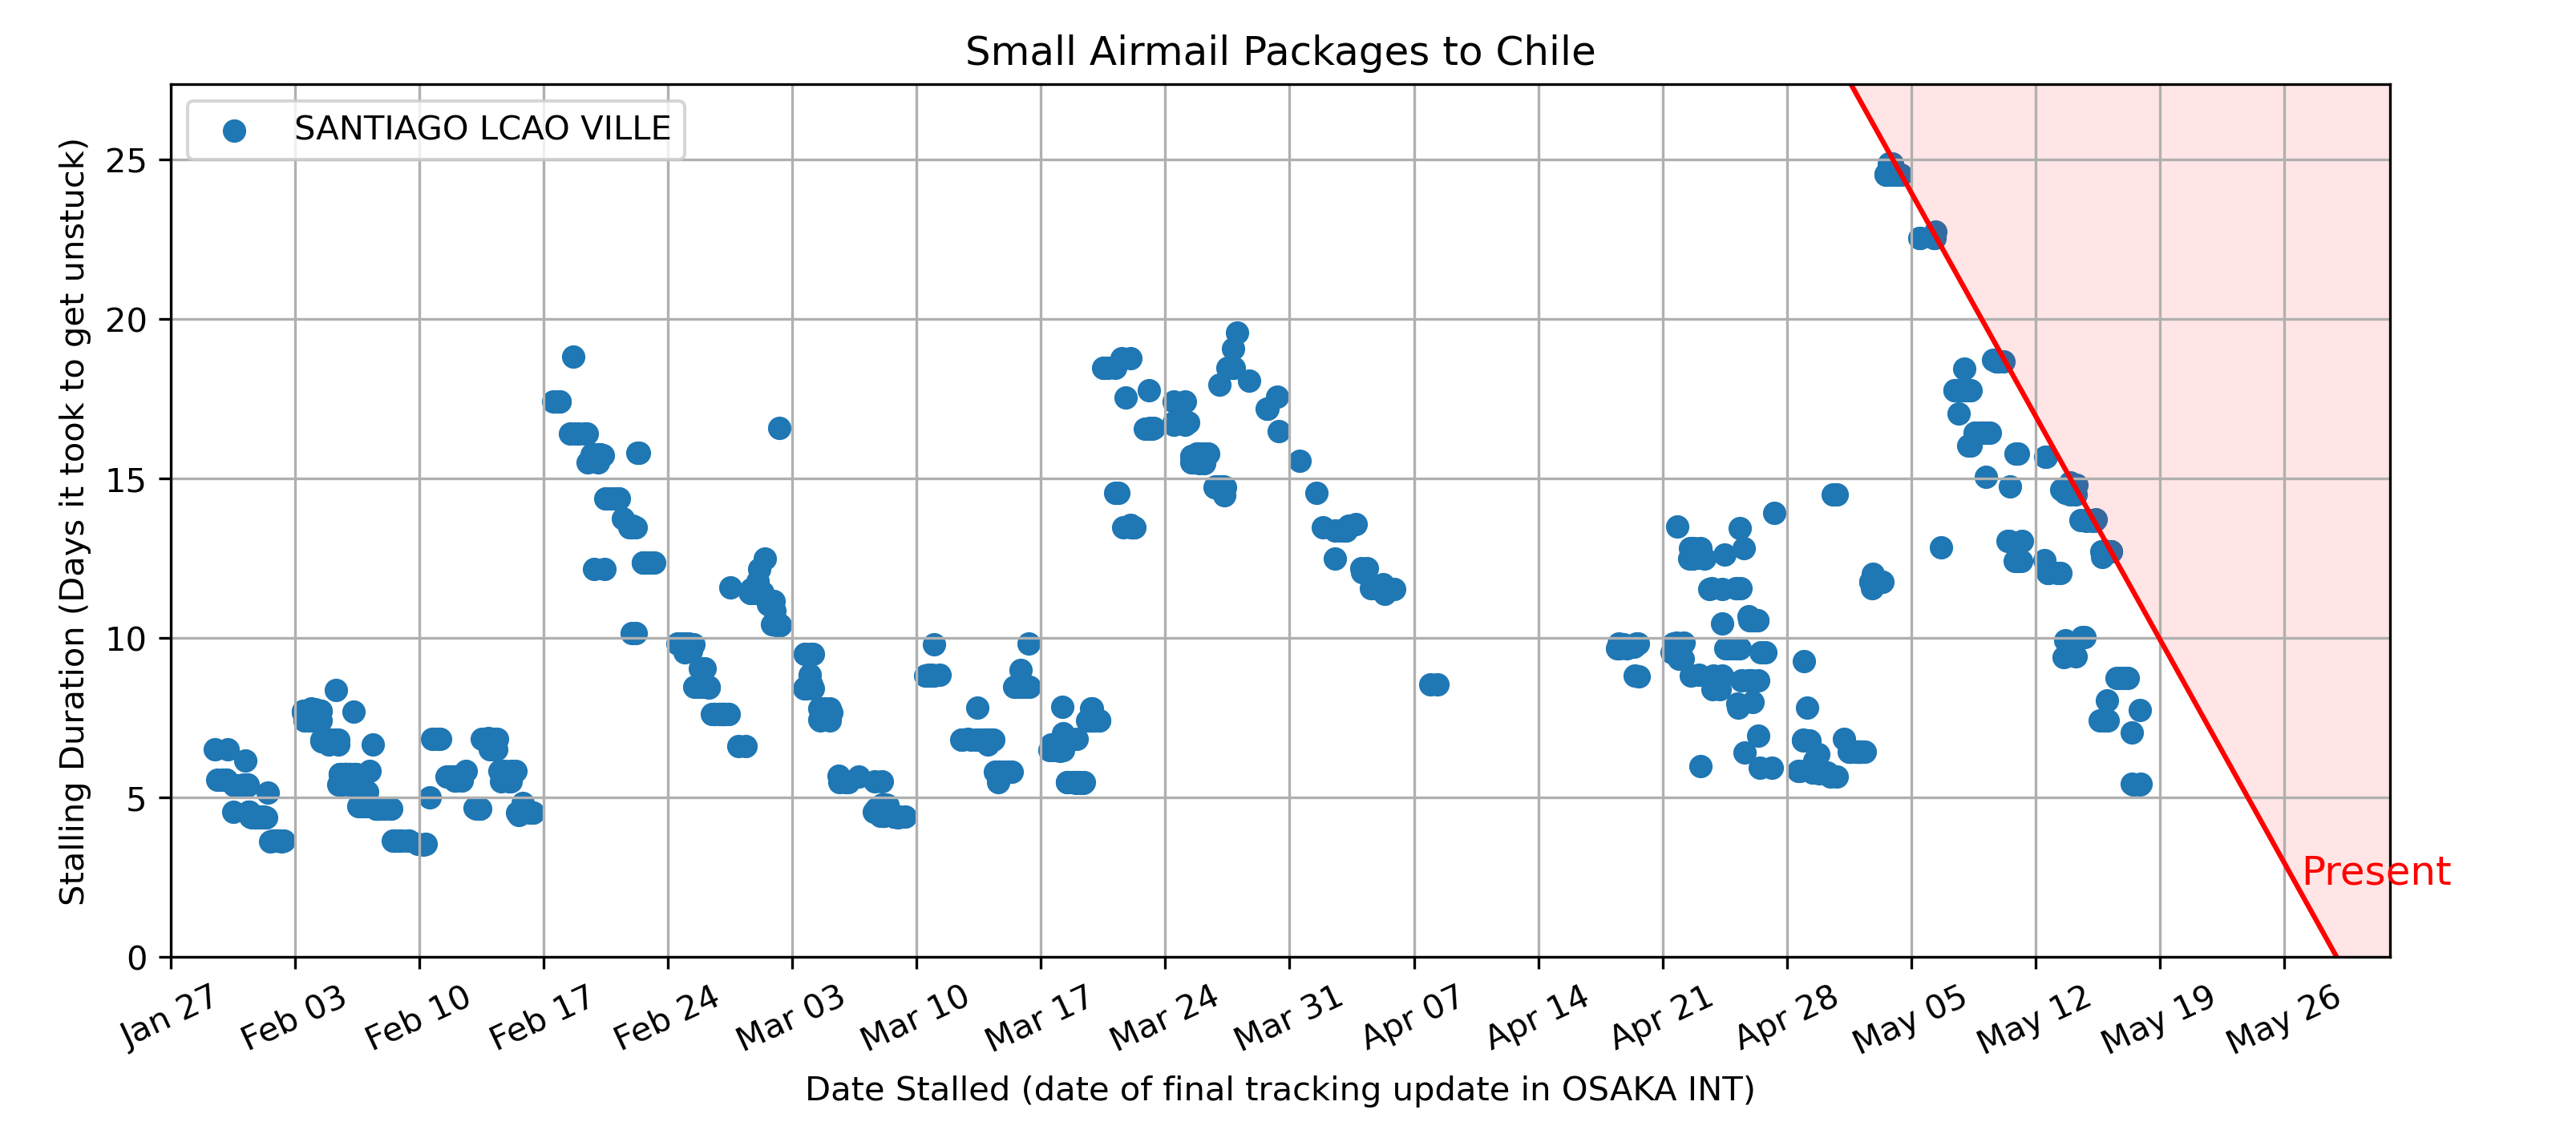 Small Airmail Packages to Chile
SANTIAGO LCAO VILLE
Stalling Duration (Days it took to get unstuck)
25
20
15
10
5
0
Present
Jan 27
Feb 03
Feb 10
Feb 17
Feb 24
Mar 03
Mar 10
Mar 17
Mar 24
Mar 31
Apr 07
Apr 14
Apr 21
Apr 28
May 05
May 12
May 19
May 26
Date Stalled (date of final tracking update in OSAKA INT)